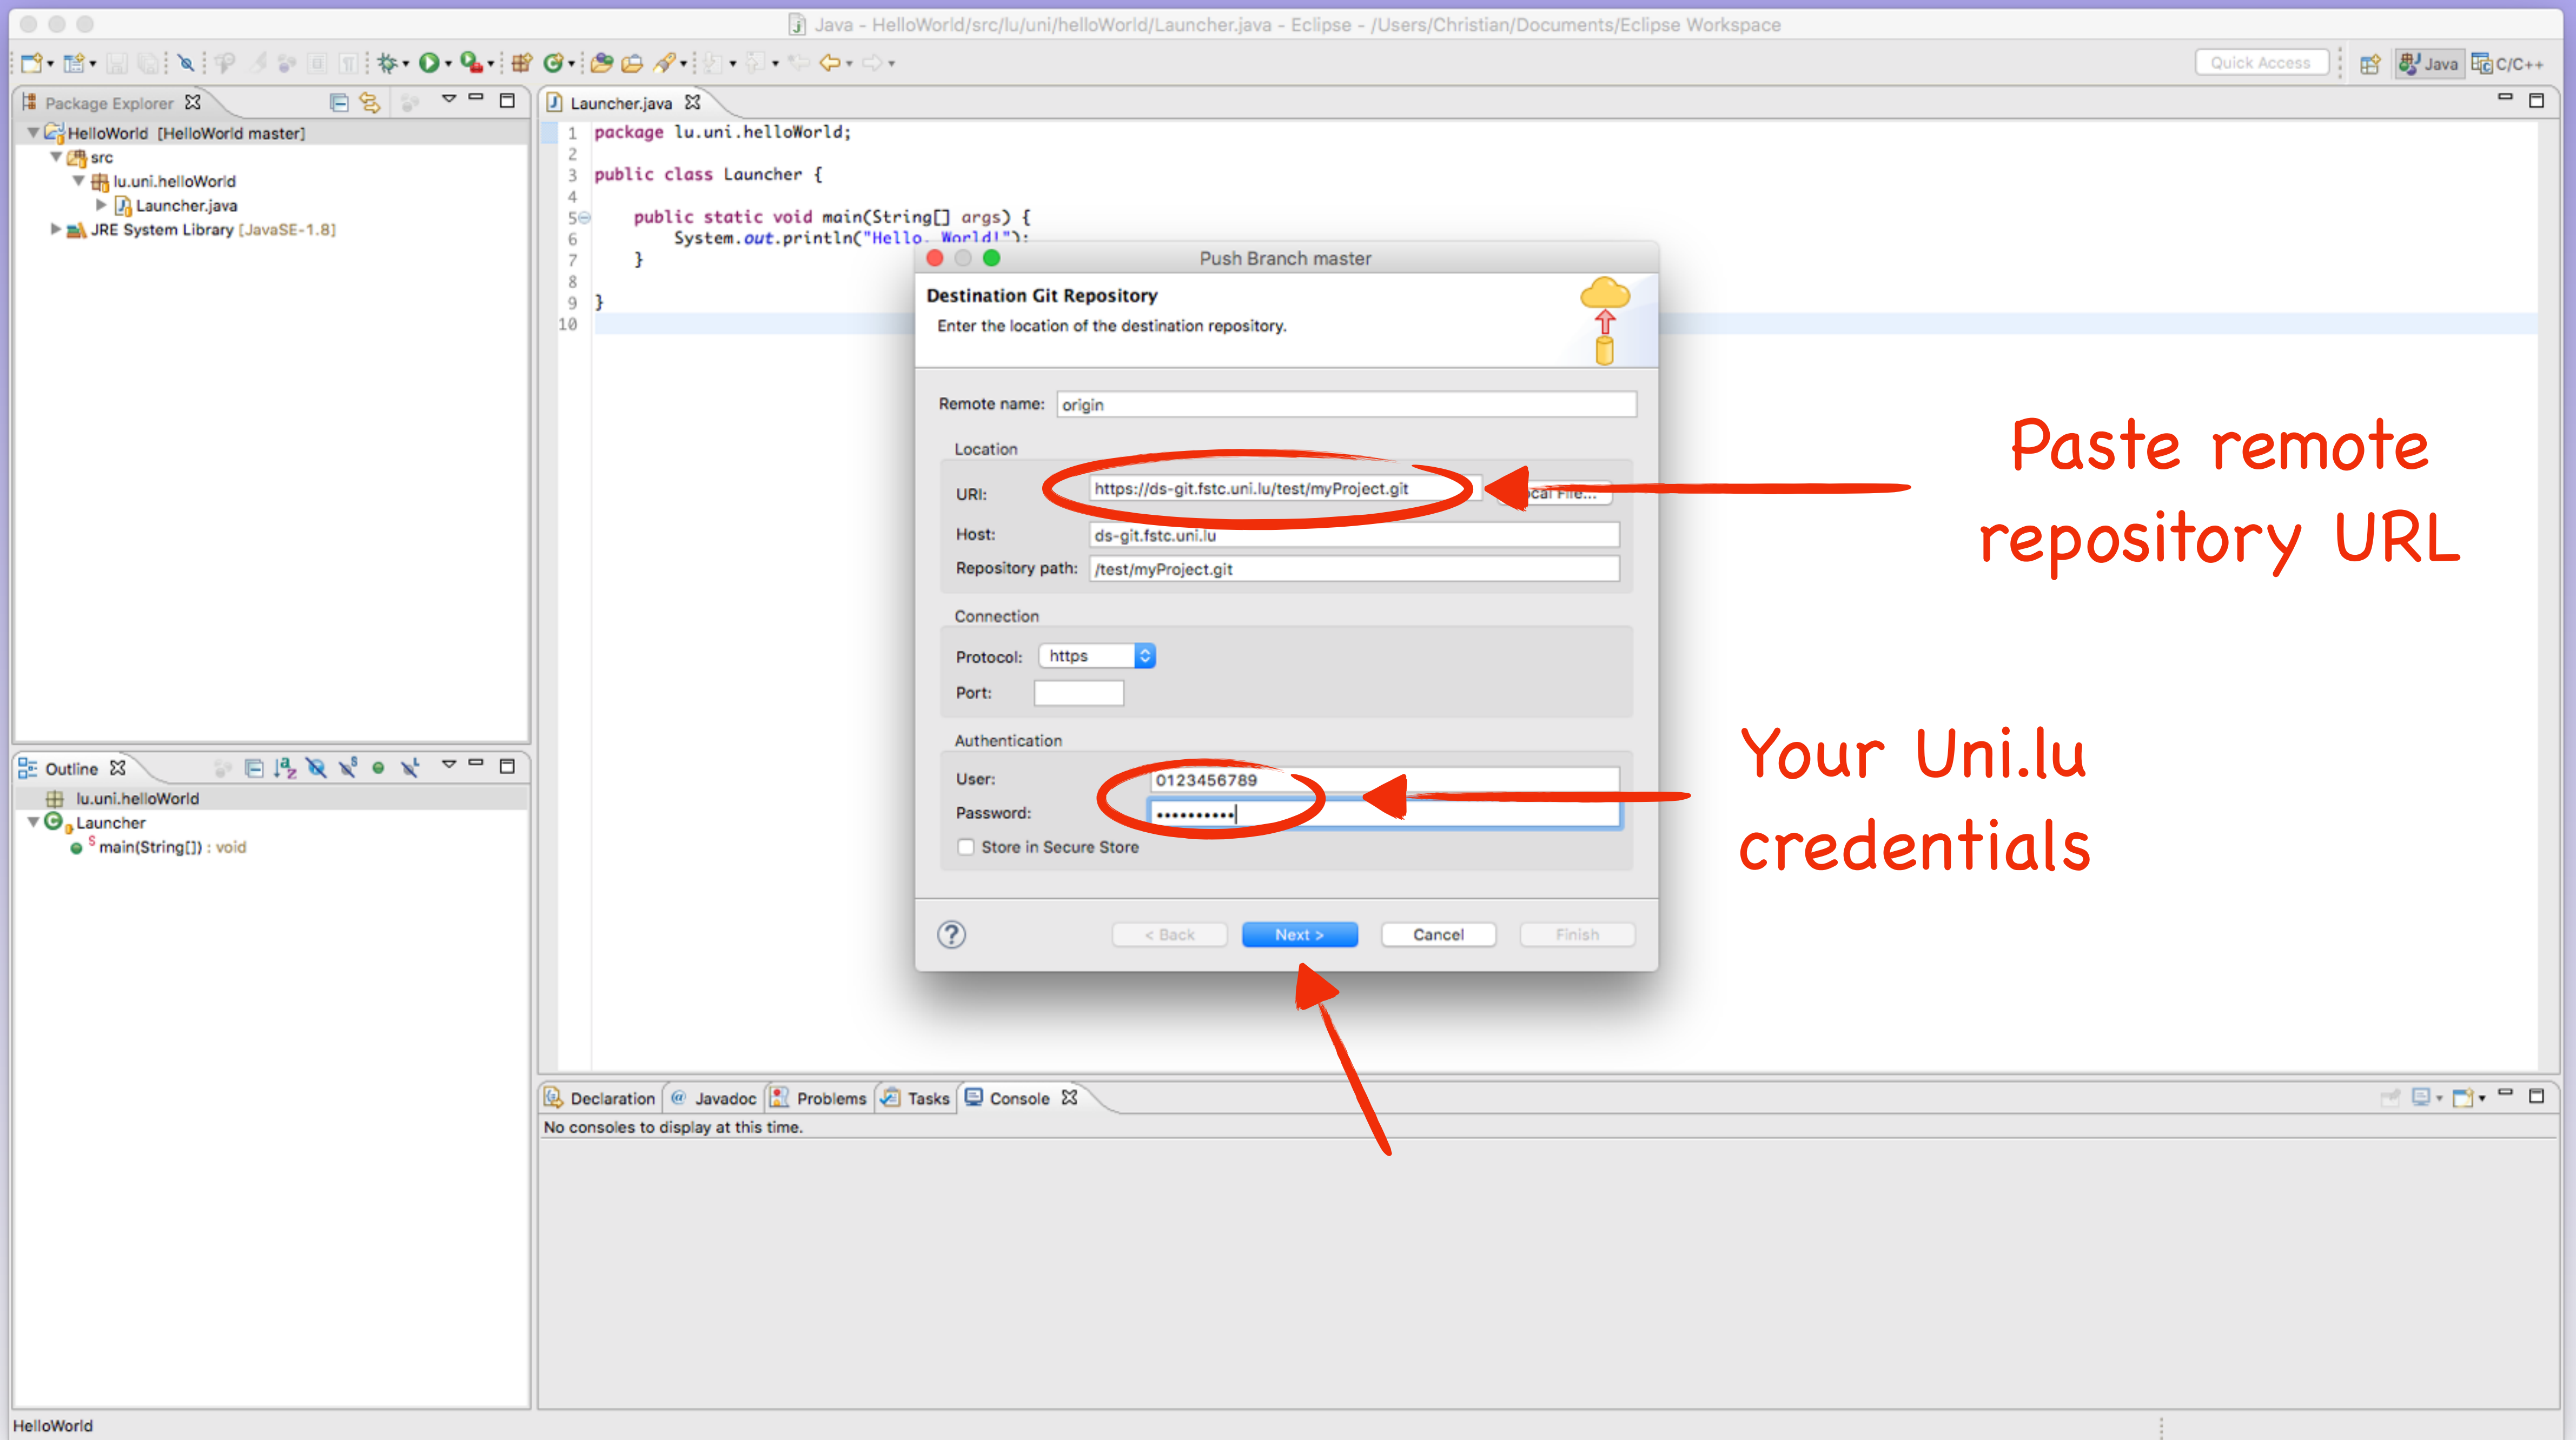 Java - HelloWorld/src/lu/uni/helloWorld/Launcher.java - Eclipse - /Users/Christian/Documents/Eclipse Workspace
Quick Access
Java
C/C++
Package Explorer
HelloWorld [HelloWorld master]
src
lu.uni.helloWorld
Launcher.java
JRE System Library [JavaSE-1.8]
Launcher.java
1 package lu.uni.helloWorld;
2
3 public class Launcher {
4
5 public static void main(String[] args) {
6 System.out.println("Hello, World!");
7 }
8
9 }
10
Push Branch master
Destination Git Repository
Enter the location of the destination repository.
Remote name: origin
Location
URI: https://ds-git.fstc.uni.lu/test/myProject.git
File...
Host: ds-git.fstc.uni.lu
Repository path: /test/myProject.git
Connection
Protocol: https
Port:
Authentication
User: 0123456789
Password: ••••••••••
Store in Secure Store
? < Back Next > Cancel Finish
Paste remote
repository URL
Your Uni.lu
credentials
Outline
lu.uni.helloWorld
Launcher
main(String[]) : void
Declaration @ Javadoc Problems Tasks Console
No consoles to display at this time.
HelloWorld